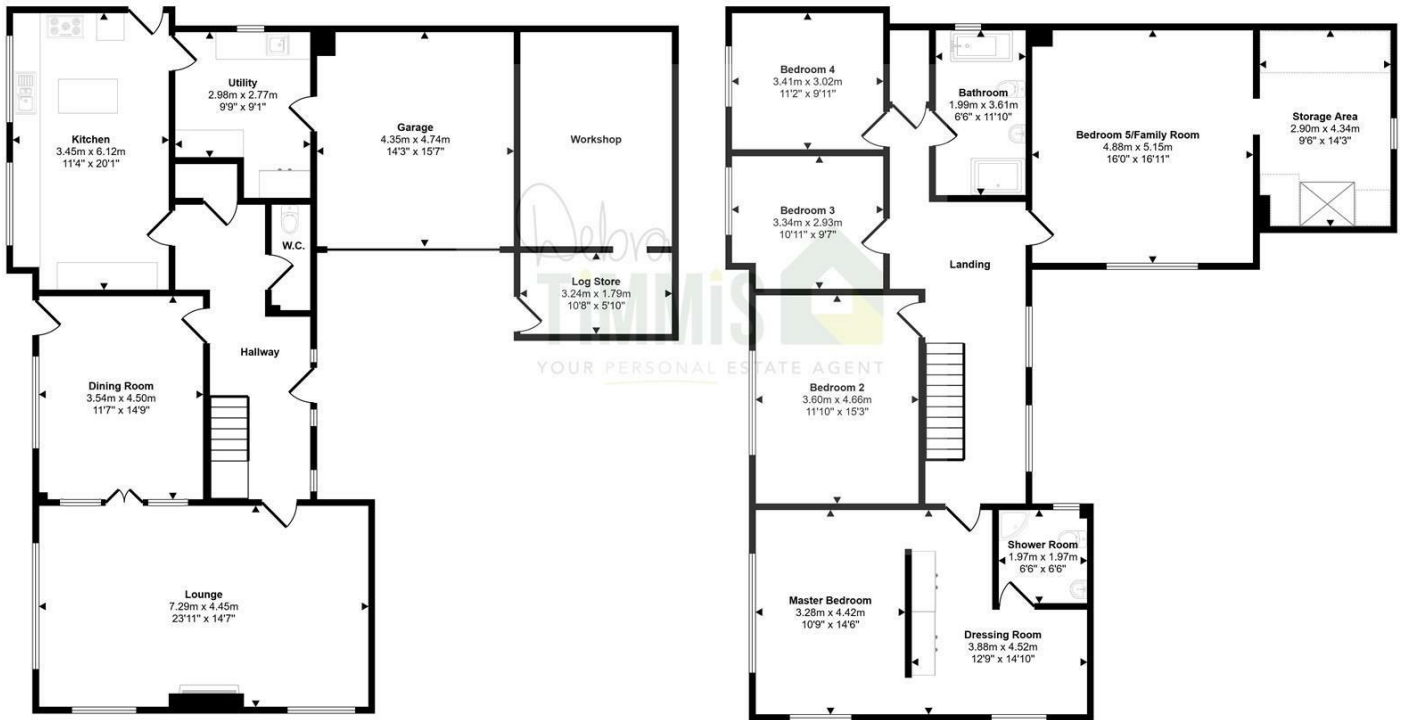 Kitchen
3.45m x 6.12m
11'4" x 20'1"
Utility
2.98m x 2.77m
9'9" x 9'1"
Garage
4.35m x 4.74m
14'3" x 15'7"
Workshop
W.C.
Log Store
3.24m x 1.79m
10'8" x 5'10"
Hallway
Dining Room
3.54m x 4.50m
11'7" x 14'9"
Lounge
7.29m x 4.45m
23'11" x 14'7"
Bedroom 4
3.41m x 3.02m
11'2" x 9'11"
Bathroom
1.99m x 3.61m
6'6" x 11'10"
Bedroom 5/Family Room
4.88m x 5.15m
16'0" x 16'11"
Storage Area
2.90m x 4.34m
9'6" x 14'3"
Bedroom 3
3.34m x 2.93m
10'11" x 9'7"
Landing
Bedroom 2
3.60m x 4.66m
11'10" x 15'3"
Shower Room
1.97m x 1.97m
6'6" x 6'6"
Master Bedroom
3.28m x 4.42m
10'9" x 14'6"
Dressing Room
3.88m x 4.52m
12'9" x 14'10"
Debra
TiMMiS
YOUR PERSONAL ESTATE AGENT